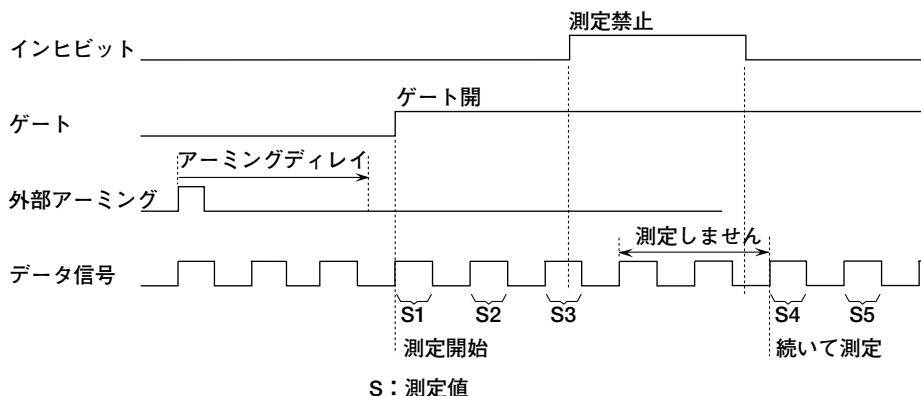 測定禁止
インヒビット
ゲート開
ゲート
アーミングディレイ
外部アーミング
測定しません
データ信号
S1 S2 S3 S4 S5
測定開始 続いて測定
S：測定値